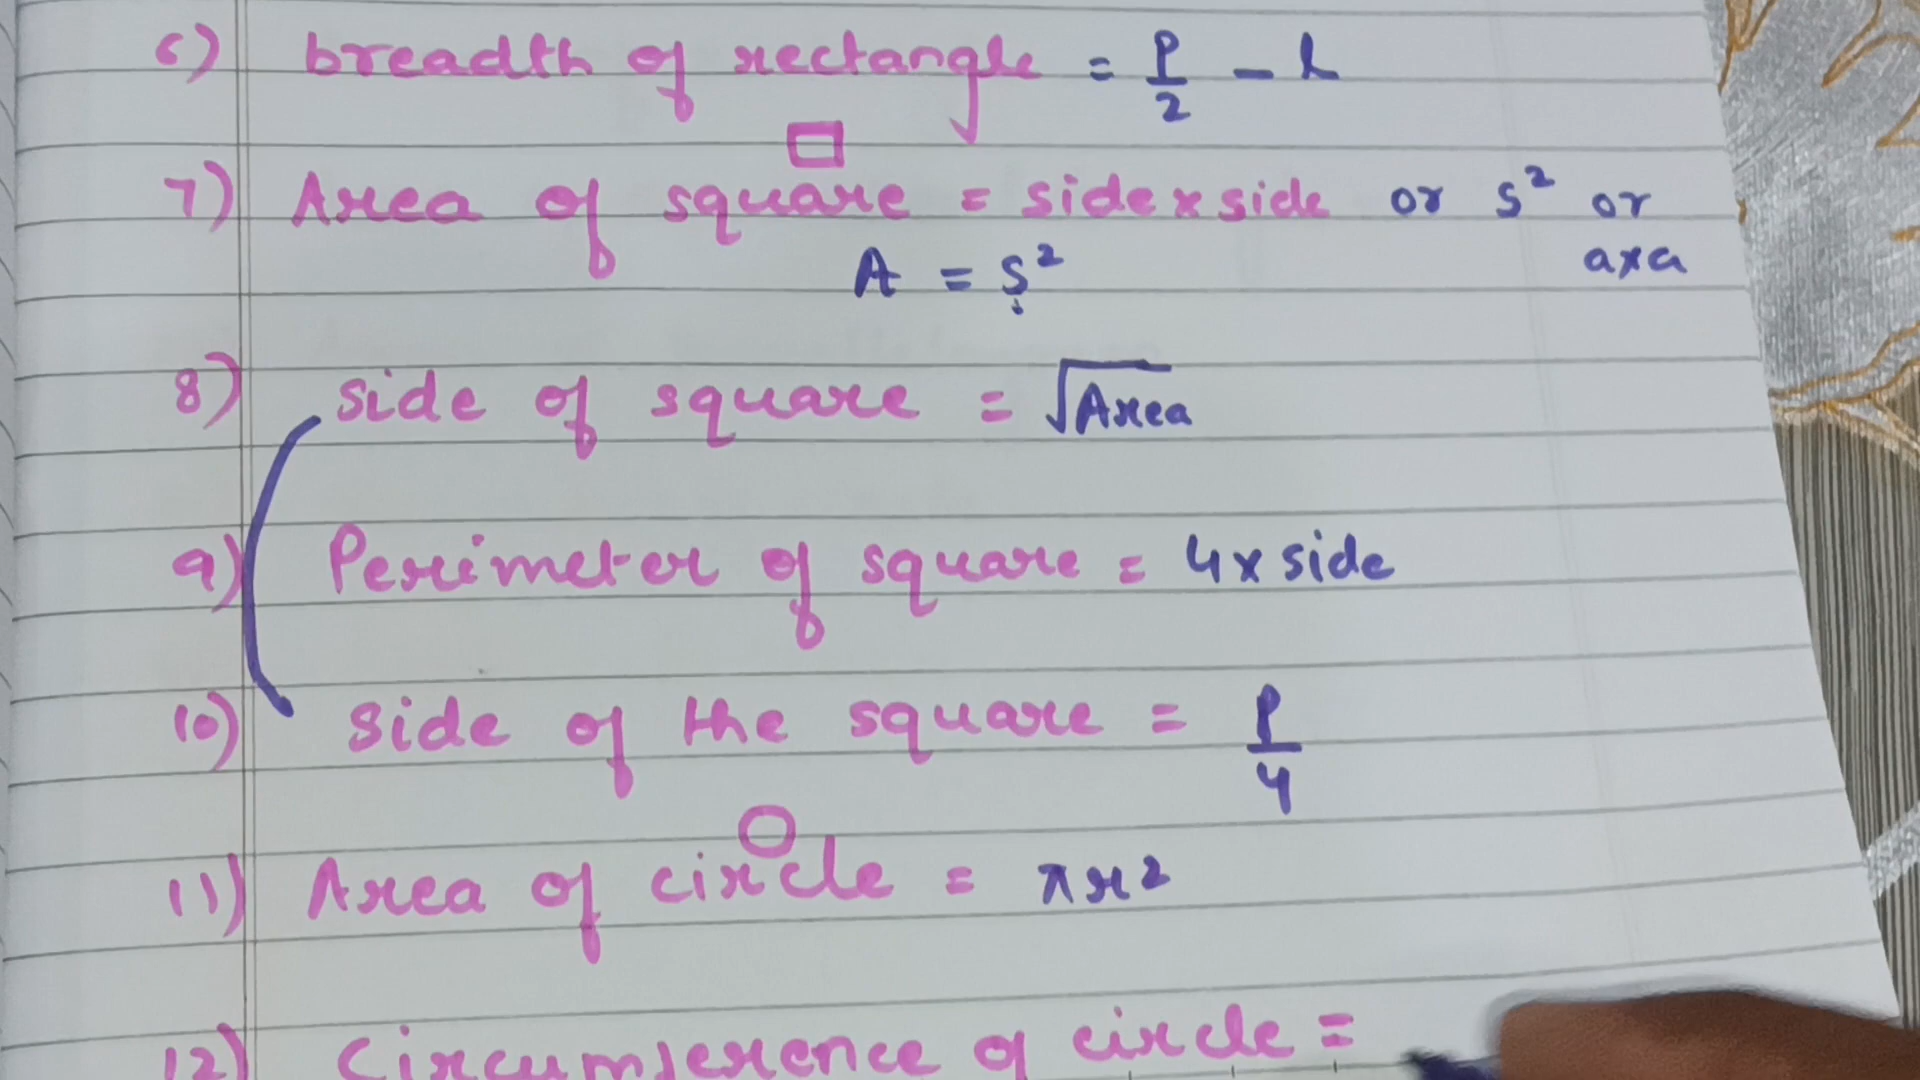 6) breadth of rectangle = P/2 - l
7) Area of square = side x side or s² or
a x a
A = s²
8) side of square = √Area
9) Perimeter of square = 4 x side
10) side of the square = P/4
11) Area of circle = πr²
12) Circumference of circle =